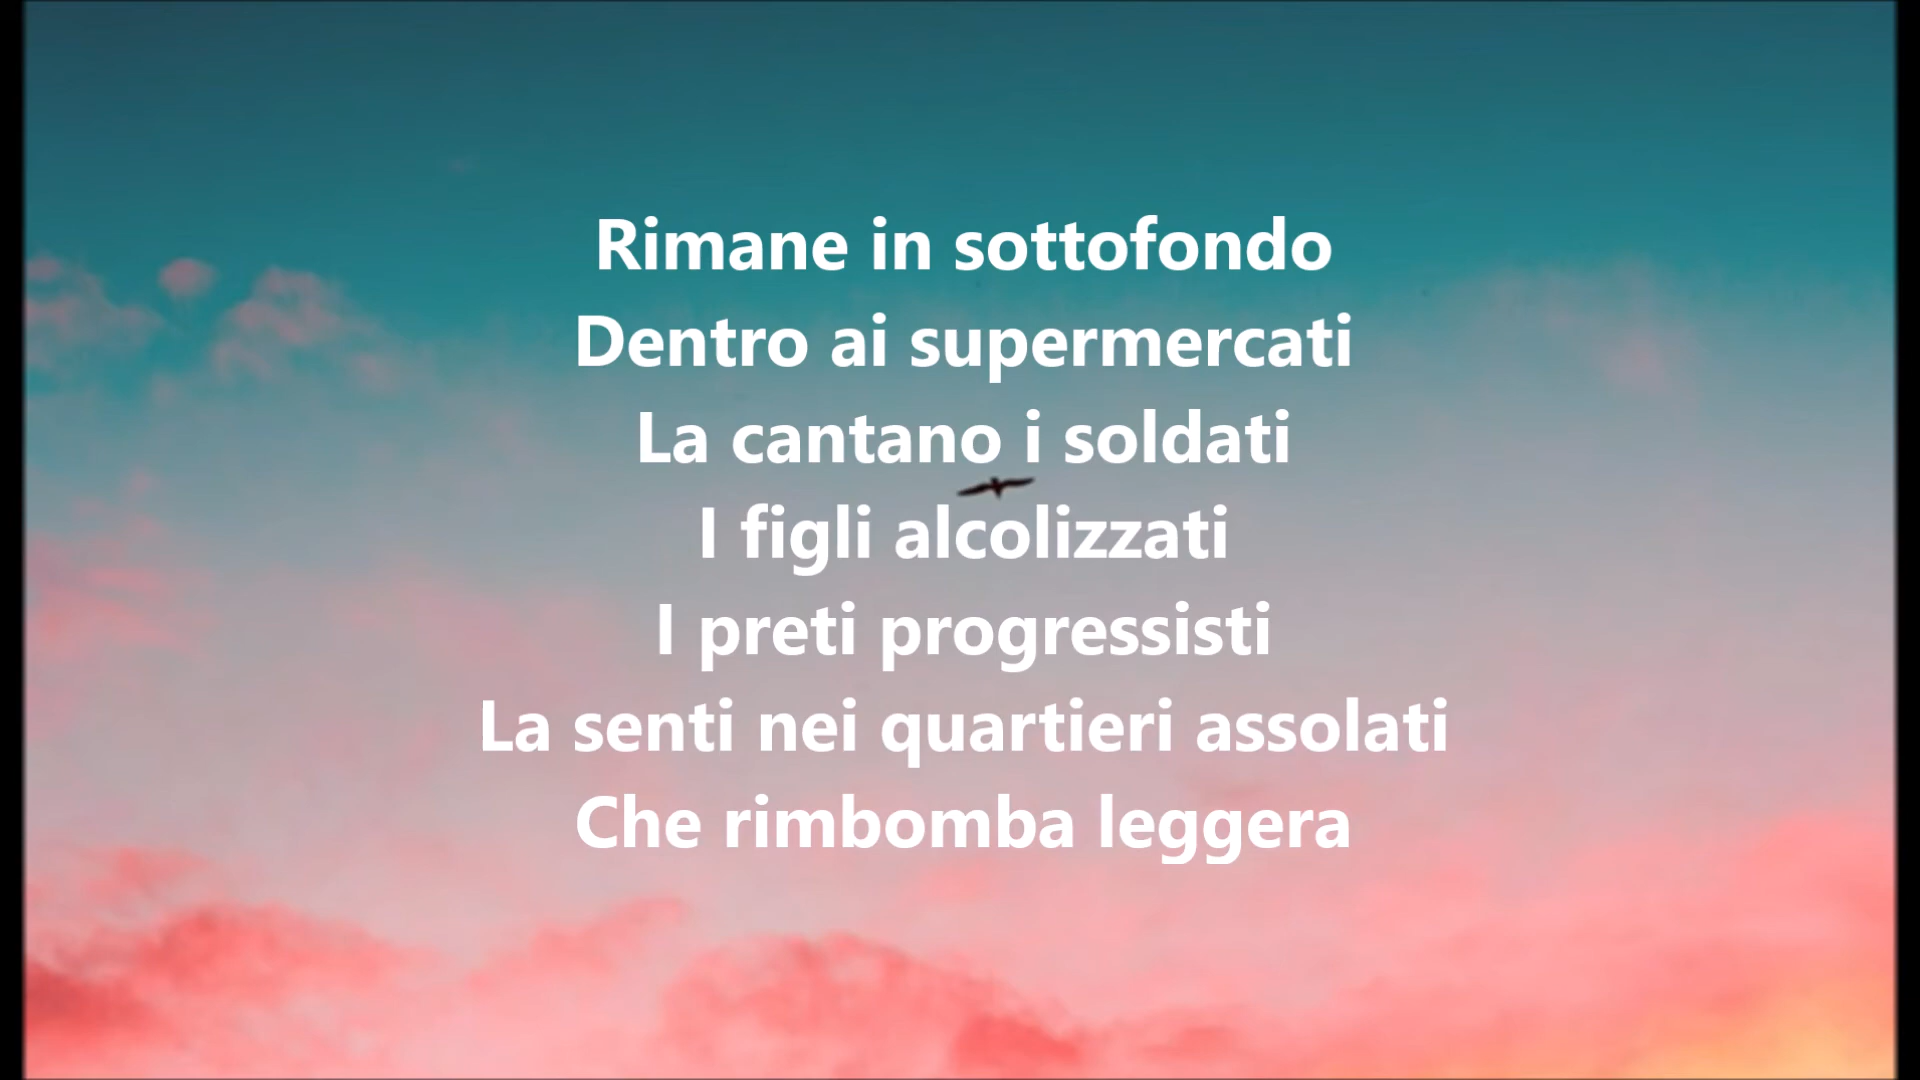 Rimane in sottofondo
Dentro ai supermercati
La cantano i soldati
I figli alcolizzati
I preti progressisti
La senti nei quartieri assolati
Che rimbomba leggera